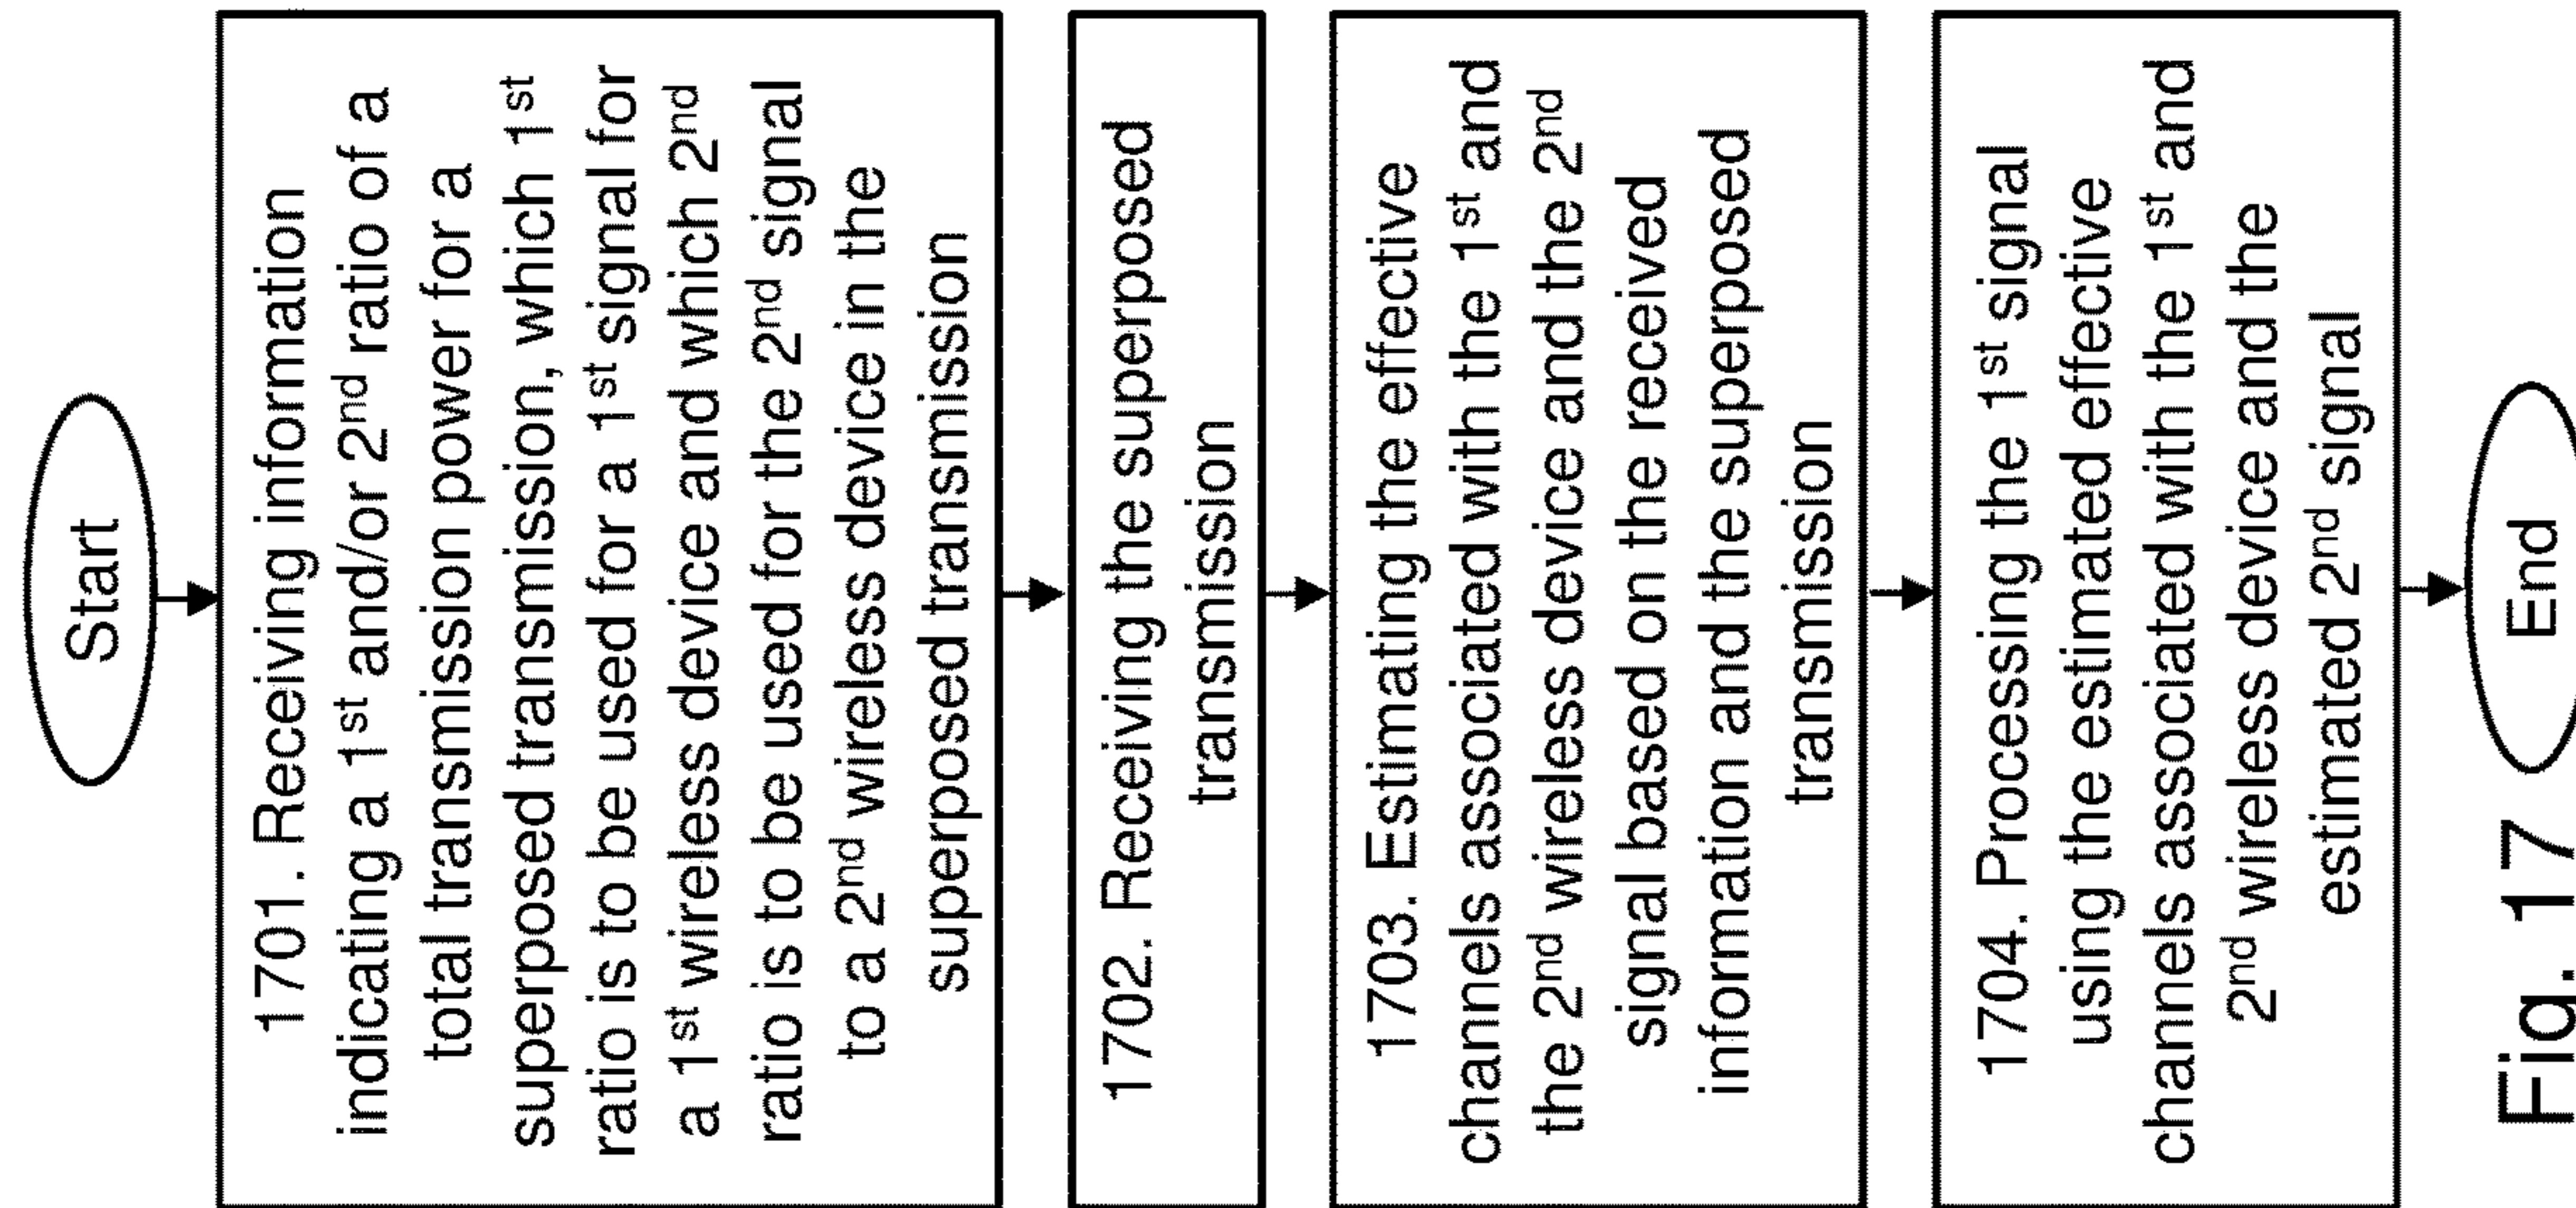 Start
1701. Receiving information
indicating a 1st and/or 2nd ratio of a
total transmission power for a
superposed transmission, which 1st
ratio is to be used for a 1st signal for
a 1st wireless device and which 2nd
ratio is to be used for the 2nd signal
to a 2nd wireless device in the
superposed transmission
1702. Receiving the superposed
transmission
1703. Estimating the effective
channels associated with the 1st and
the 2nd wireless device and the 2nd
signal based on the received
information and the superposed
transmission
1704. Processing the 1st signal
using the estimated effective
channels associated with the 1st and
2nd wireless device and the
estimated 2nd signal
End
Fig. 17